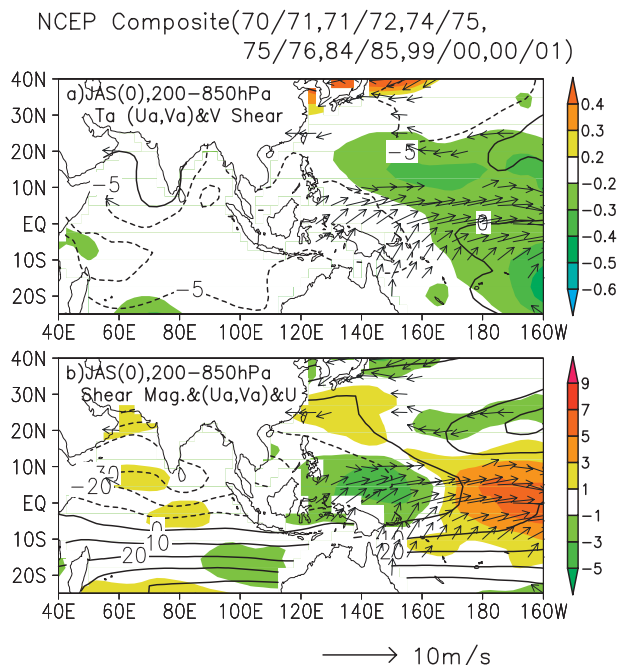 NCEP Composite(70/71,71/72,74/75,
75/76,84/85,99/00,00/01)
40N
a)JAS(0),200-850hPa
Ta (Ua,Va)&V Shear
30N
20N
10N
EQ
10S
20S
-5
-5
-5
0
0.4
0.3
0.2
-0.2
-0.3
-0.4
-0.5
-0.6
40E 60E 80E 100E 120E 140E 160E 180 160W
40N
b)JAS(0),200-850hPa
Shear Mag.&(Ua,Va)&U
30N
20N
10N
EQ
10S
20S
-20
0
10
20
20
9
7
5
3
1
-1
-3
-5
40E 60E 80E 100E 120E 140E 160E 180 160W
10m/s